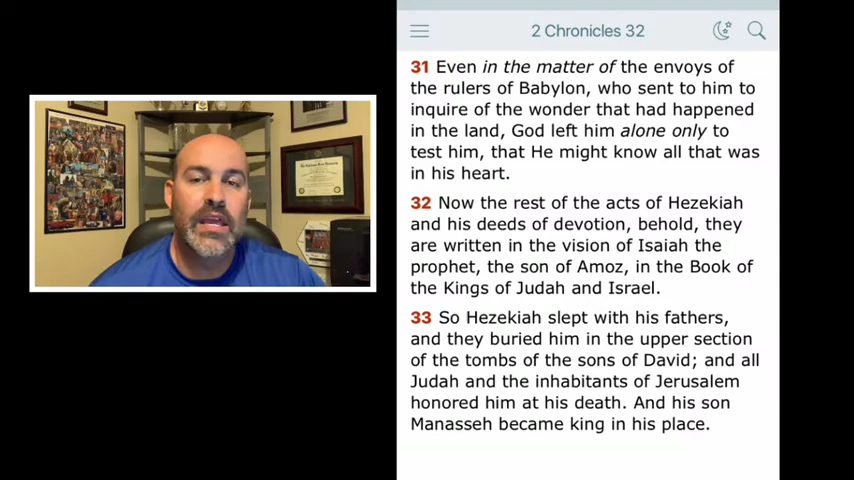 2 Chronicles 32
31 Even in the matter of the envoys of
the rulers of Babylon, who sent to him to
inquire of the wonder that had happened
in the land, God left him alone only to
test him, that He might know all that was
in his heart.
32 Now the rest of the acts of Hezekiah
and his deeds of devotion, behold, they
are written in the vision of Isaiah the
prophet, the son of Amoz, in the Book of
the Kings of Judah and Israel.
33 So Hezekiah slept with his fathers,
and they buried him in the upper section
of the tombs of the sons of David; and all
Judah and the inhabitants of Jerusalem
honored him at his death. And his son
Manasseh became king in his place.